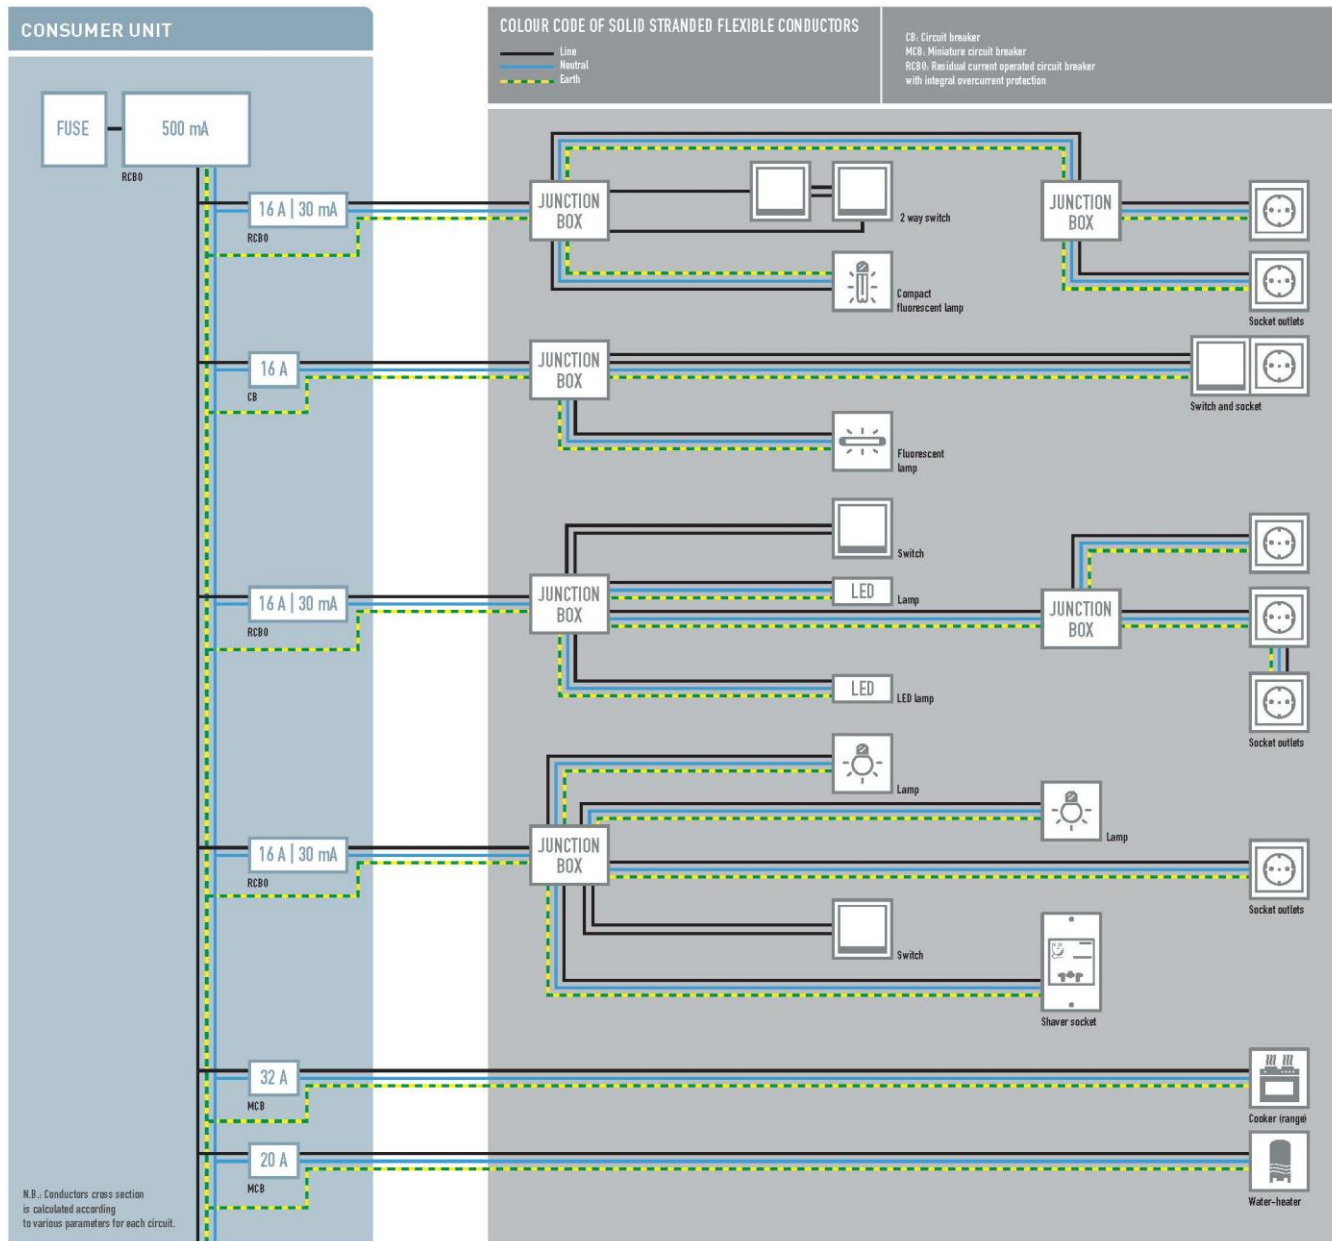 CONSUMER UNIT
COLOUR CODE OF SOLID STRANDED FLEXIBLE CONDUCTORS
Line
Neutral
Earth
CB: Circuit breaker
MCB: Miniature circuit breaker
RCBO: Residual current operated circuit breaker
with integral overcurrent protection
FUSE
500 mA
RCBO
16 A | 30 mA
RCBO
JUNCTION
BOX
2 way switch
JUNCTION
BOX
Compact
fluorescent lamp
Socket outlets
16 A
CB
JUNCTION
BOX
Switch and socket
Fluorescent
lamp
Switch
16 A | 30 mA
RCBO
JUNCTION
BOX
LED
Lamp
JUNCTION
BOX
LED
LED lamp
Socket outlets
Lamp
Lamp
16 A | 30 mA
RCBO
JUNCTION
BOX
Socket outlets
Switch
Shaver socket
32 A
MCB
Cooker (range)
20 A
MCB
Water-heater
N.B.: Conductors cross section
is calculated according
to various parameters for each circuit.